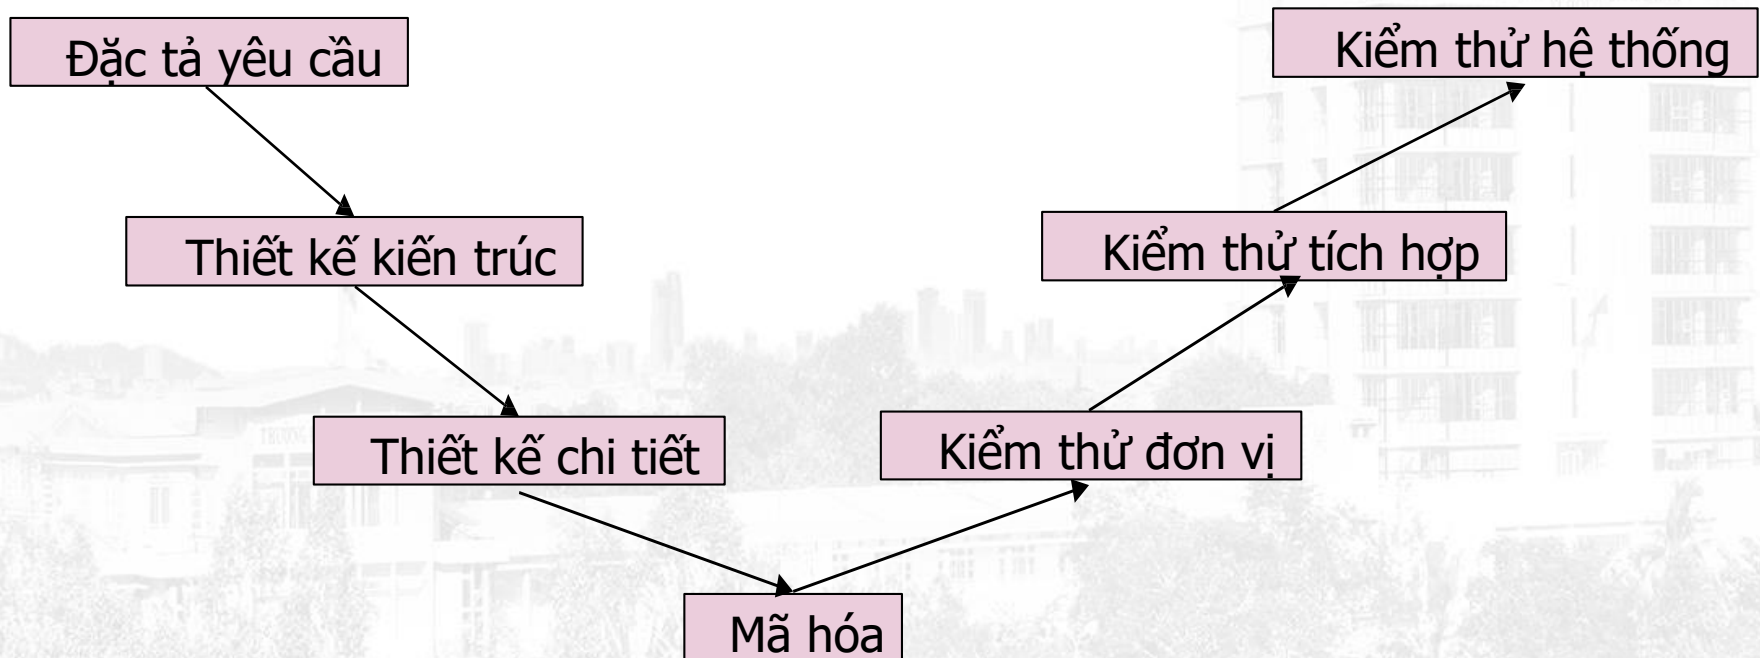 Đặc tả yêu cầu
Kiểm thử hệ thống
Thiết kế kiến trúc
Kiểm thử tích hợp
Thiết kế chi tiết
Kiểm thử đơn vị
Mã hóa